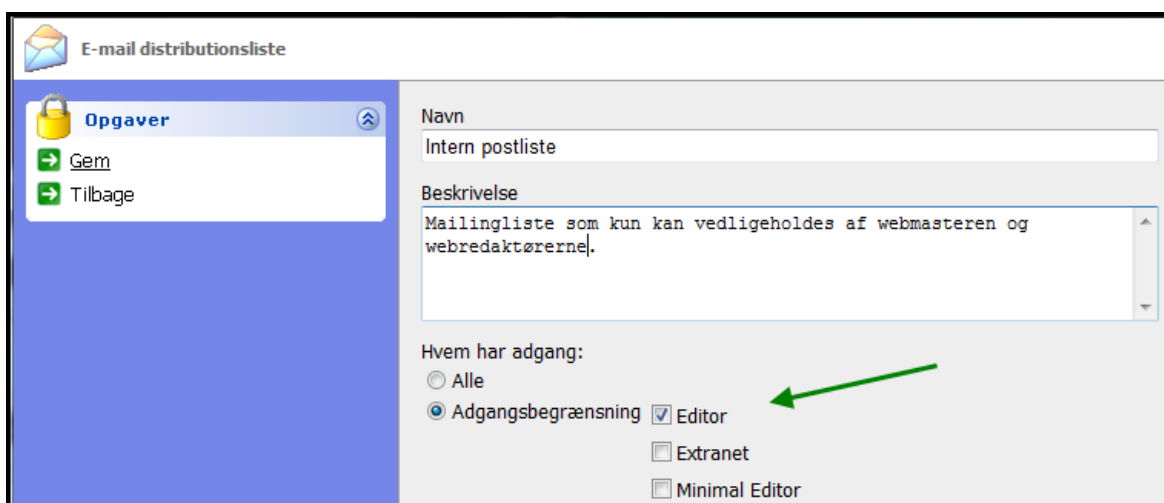 E-mail distributionsliste
Opgaver
Gem
Tilbage
Navn
Intern postliste
Beskrivelse
Mailingliste som kun kan vedligeholdes af webmasteren og
webredaktørerne.
Hvem har adgang:
Alle
Adgangsbegrænsning Editor
Extranet
Minimal Editor